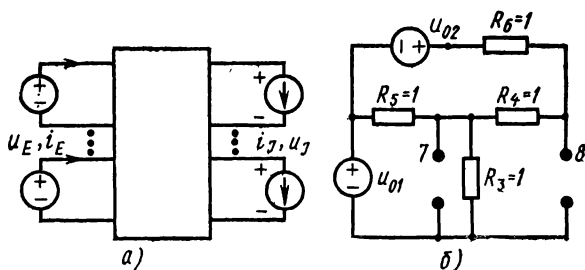 u02
R6=1
R5=1
R4=1
uE, iE
iJ, uJ
7
8
u01
R3=1
а)
б)